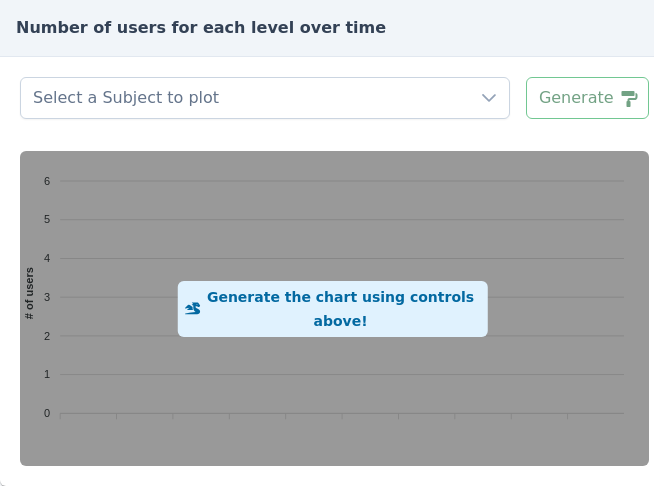 Number of users for each level over time
Select a Subject to plot
Generate
6
5
4
3
2
1
0
# of users
Generate the chart using controls
above!